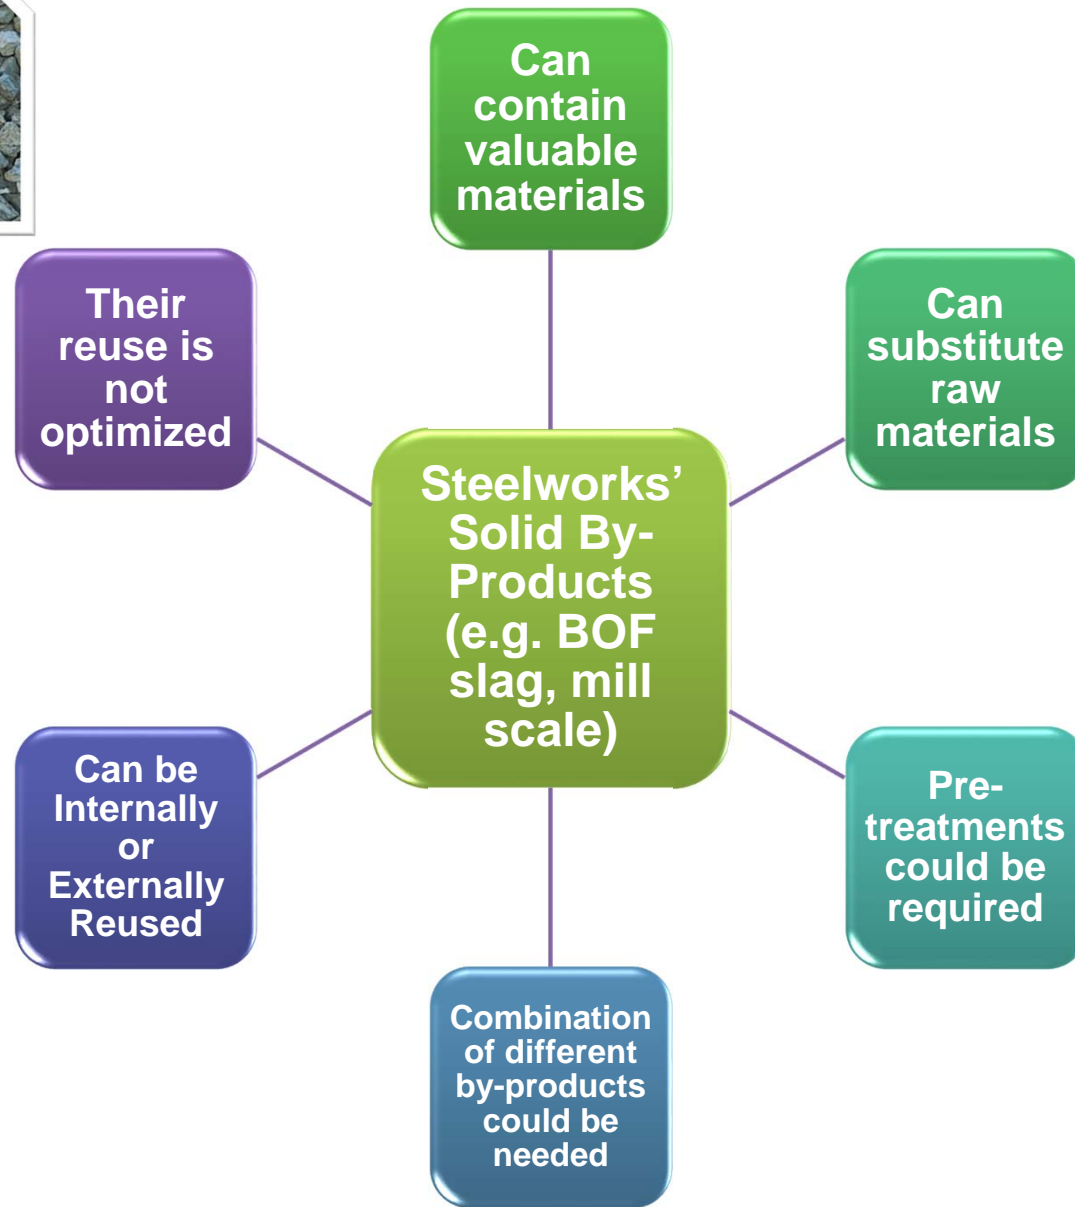 Can
contain
valuable
materials
Their
reuse is
not
optimized
Can
substitute
raw
materials
Steelworks’
Solid By-
Products
(e.g. BOF
slag, mill
scale)
Can be
Internally
or
Externally
Reused
Pre-
treatments
could be
required
Combination
of different
by-products
could be
needed